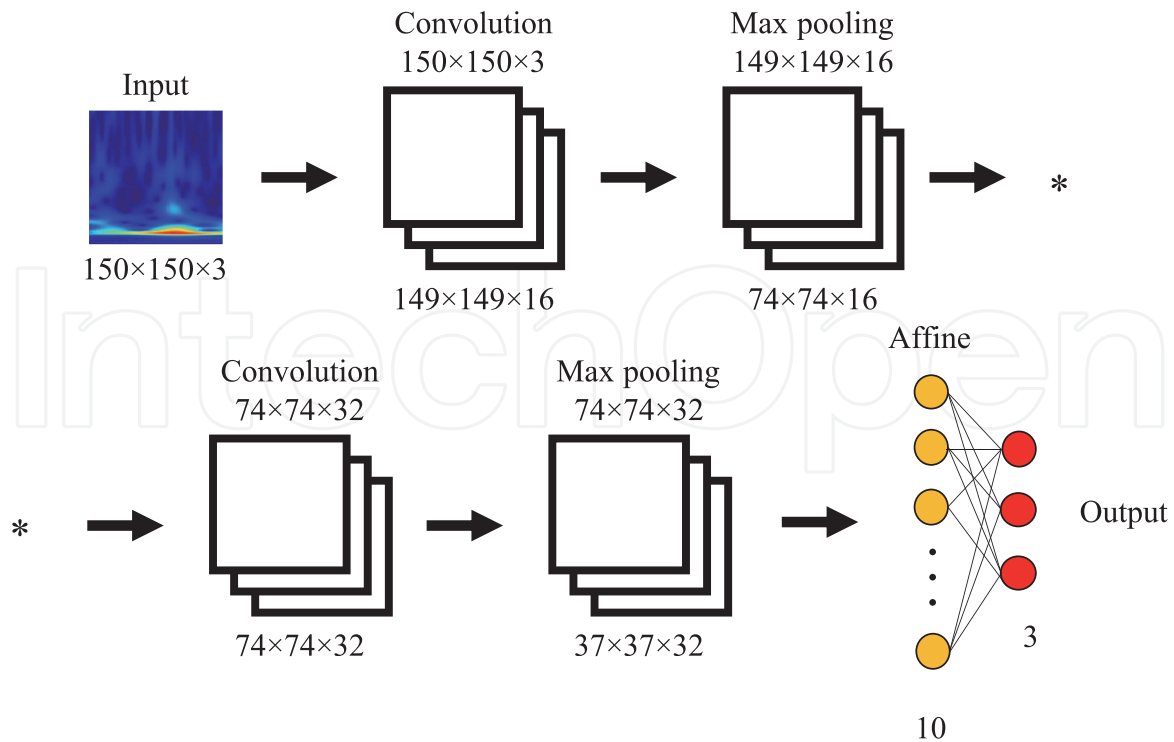 Input
150×150×3
Convolution
150×150×3
149×149×16
Max pooling
149×149×16
74×74×16
*
*
Convolution
74×74×32
74×74×32
Max pooling
74×74×32
37×37×32
Affine
10
3
Output
IntechOpen